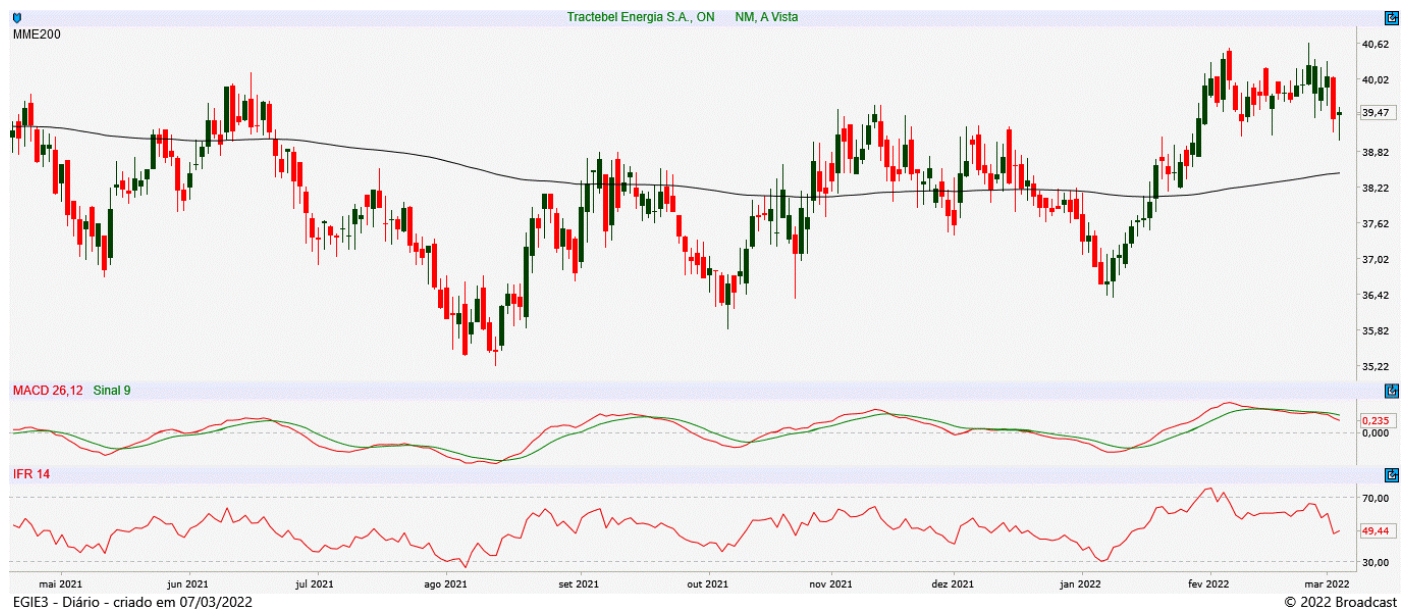 Tractebel Energia S.A., ON NM, A Vista
MME200
40,62
40,02
39,47
38,82
38,22
37,62
37,02
36,42
35,82
35,22
MACD 26,12 Sinal 9
0,235
0,000
IFR 14
70,00
49,44
30,00
mai 2021 jun 2021 jul 2021 ago 2021 set 2021 out 2021 nov 2021 dez 2021 jan 2022 fev 2022 mar 2022
EGIE3 - Diário - criado em 07/03/2022 © 2022 Broadcast